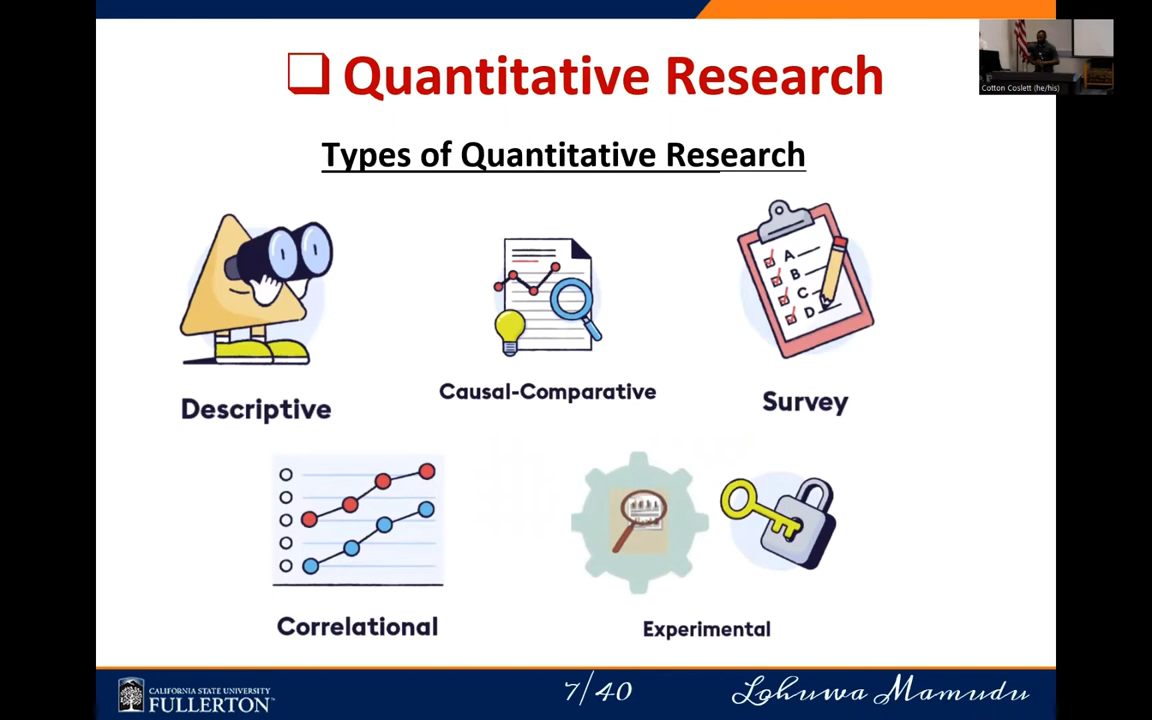 Quantitative Research
Cotton Coslett (he/his)
Types of Quantitative Research
A
B
C
D
Descriptive
Causal-Comparative
Survey
Correlational
Experimental
CALIFORNIA STATE UNIVERSITY
FULLERTON™
7/40
Lohuwa Mamudu